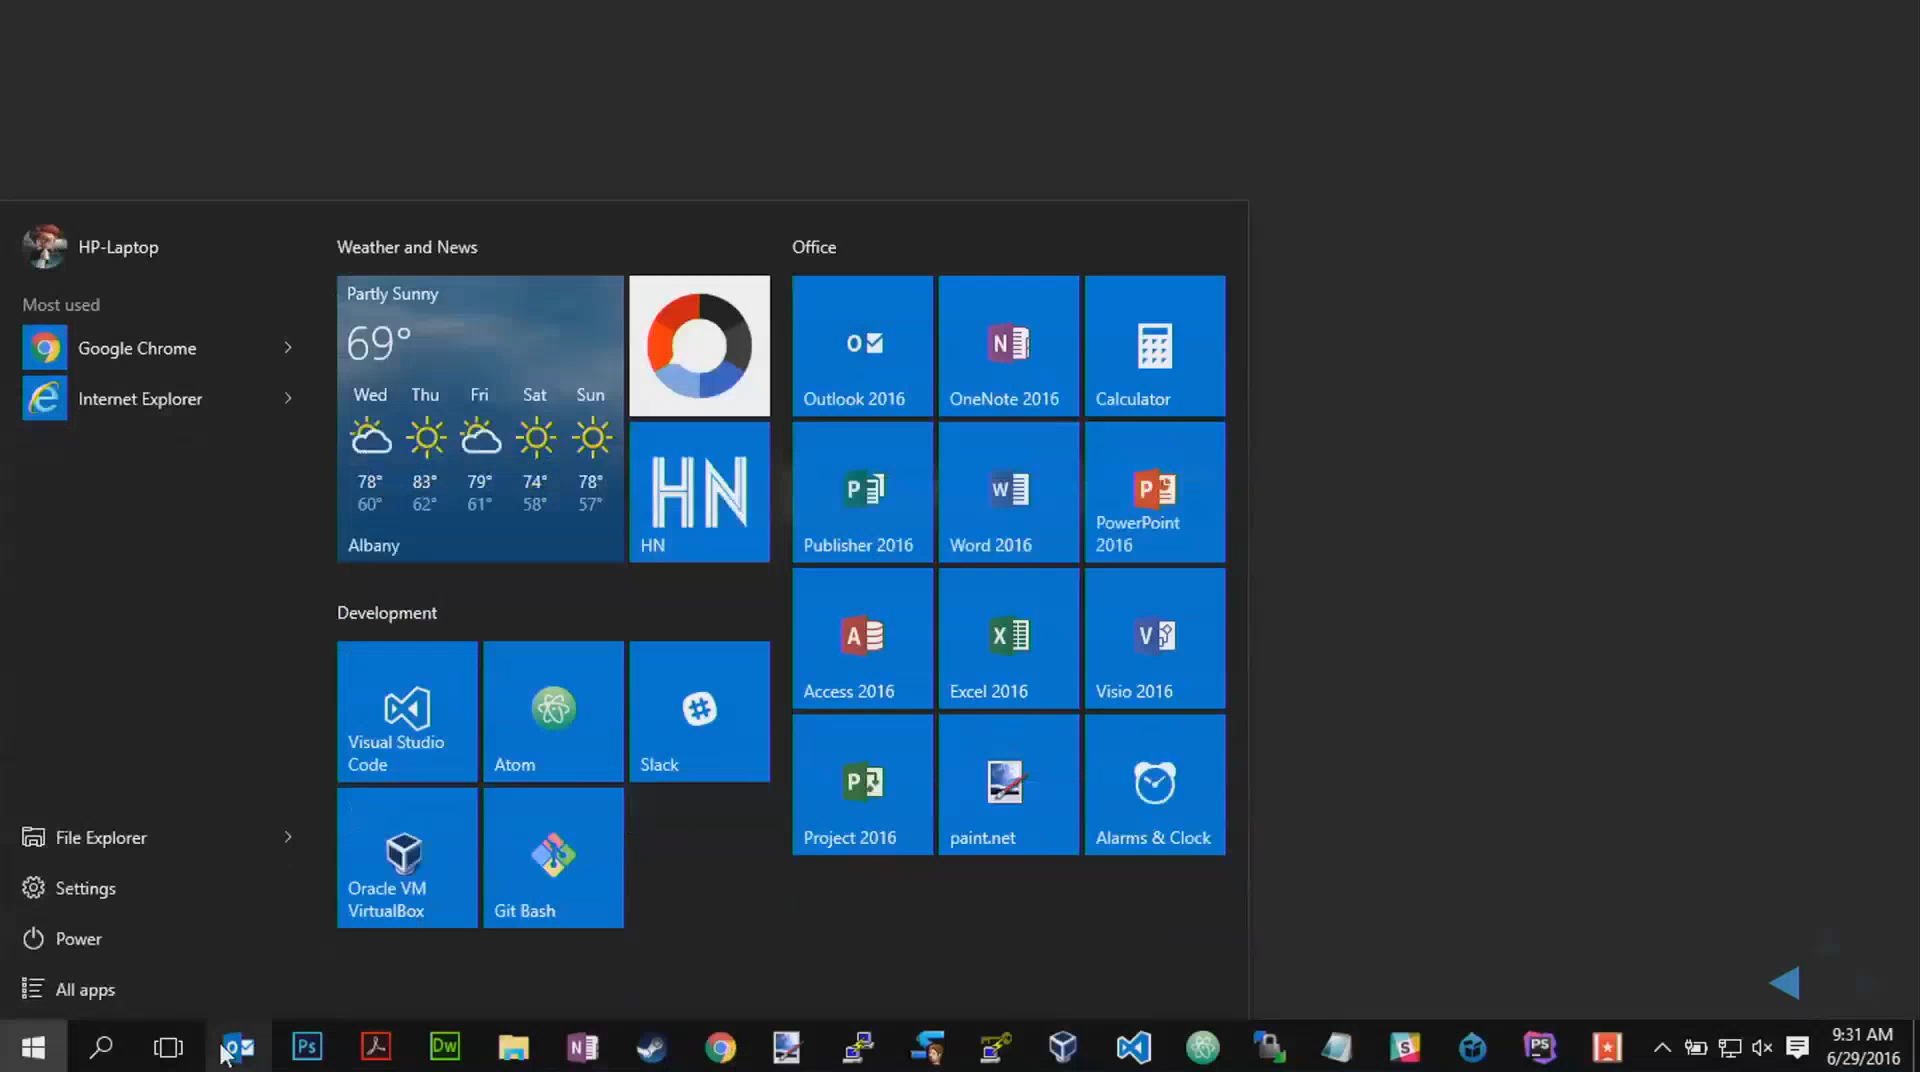 HP-Laptop
Most used
Google Chrome
Internet Explorer
File Explorer
Settings
Power
All apps
Weather and News
Partly Sunny
69°
Wed Thu Fri Sat Sun
78° 83° 79° 74° 78°
60° 62° 61° 58° 57°
Albany
HN
HN
Development
Visual Studio
Code
Atom
Slack
Oracle VM
VirtualBox
Git Bash
Office
Outlook 2016
OneNote 2016
Calculator
Publisher 2016
Word 2016
PowerPoint
2016
Access 2016
Excel 2016
Visio 2016
Project 2016
paint.net
Alarms & Clock
Ps
Dw
N
S
PS
9:31 AM
6/29/2016